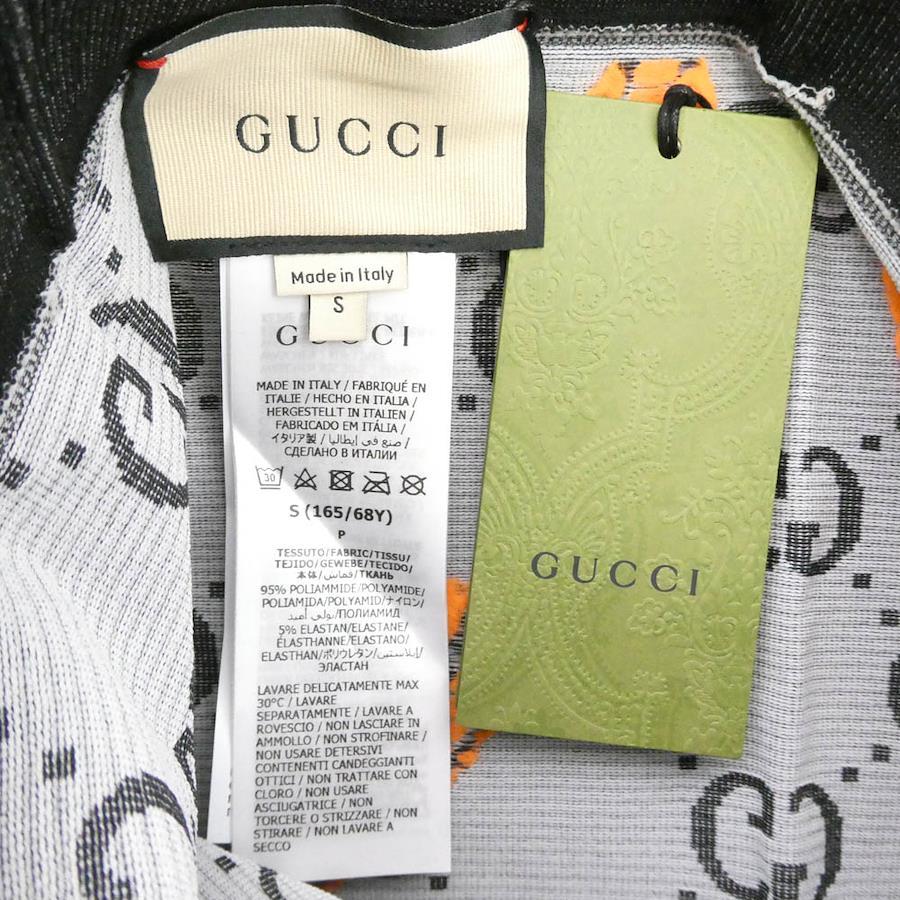 GUCCI
Made in Italy
S
GUCCI
MADE IN ITALY / FABRIQUÉ EN
ITALIE / HECHO EN ITALIA /
HERGESTELLT IN ITALIEN /
FABRICADO EM ITÁLIA /
イタリア製 / صنع في إيطاليا /
СДЕЛАНО В ИТАЛИИ
30
S (165/68Y)
P
TESSUTO/FABRIC/TISSU/
TEJIDO/GEWEBE/TECIDO/
本体/قماش/ТКАНЬ
95% POLIAMMIDE/POLYAMIDE/
POLIAMIDA/POLYAMID/ナイロン/
بولي أميد/ПОЛИАМИД
5% ELASTAN/ELASTANE/
ÉLASTHANNE/ELASTANO/
ELASTHAN/ポリウレタン/إيلاستين/
ЭЛАСТАН
LAVARE DELICATAMENTE MAX
30°C / LAVARE
SEPARATAMENTE / LAVARE A
ROVESCIO / NON LASCIARE IN
AMMOLLO / NON STROFINARE /
NON USARE DETERSIVI
CONTENENTI CANDEGGIANTI
OTTICI / NON TRATTARE CON
CLORO / NON USARE
ASCIUGATRICE / NON
TORCERE O STRIZZARE / NON
STIRARE / NON LAVARE A
SECCO
GUCCI